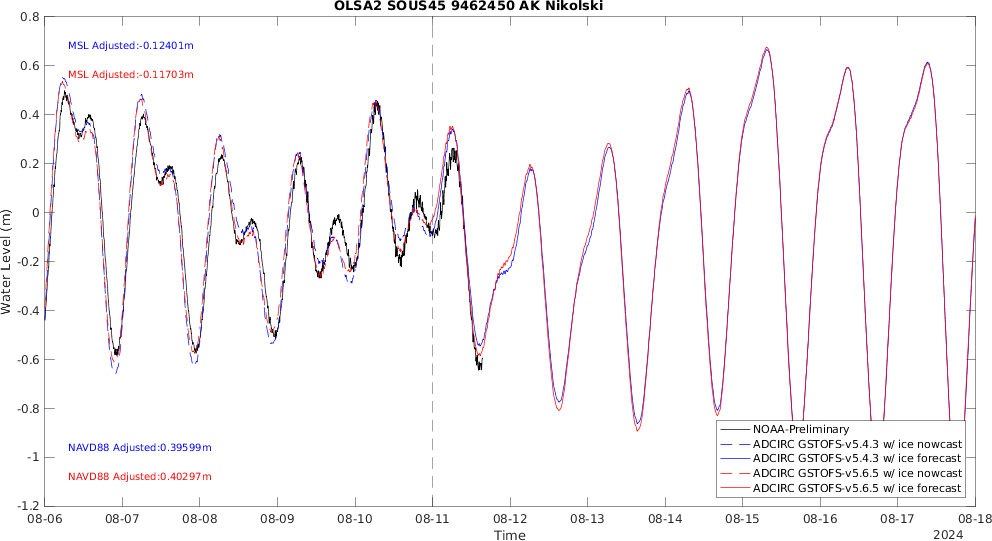 OLSA2 SOUS45 9462450 AK Nikolski
0.8
0.6
0.4
0.2
0
-0.2
-0.4
-0.6
-0.8
-1
-1.2
Water Level (m)
MSL Adjusted:-0.12401m
MSL Adjusted:-0.11703m
NAVD88 Adjusted:0.39599m
NAVD88 Adjusted:0.40297m
NOAA-Preliminary
ADCIRC GSTOFS-v5.4.3 w/ ice nowcast
ADCIRC GSTOFS-v5.4.3 w/ ice forecast
ADCIRC GSTOFS-v5.6.5 w/ ice nowcast
ADCIRC GSTOFS-v5.6.5 w/ ice forecast
08-06 08-07 08-08 08-09 08-10 08-11 08-12 08-13 08-14 08-15 08-16 08-17 08-18
Time
2024